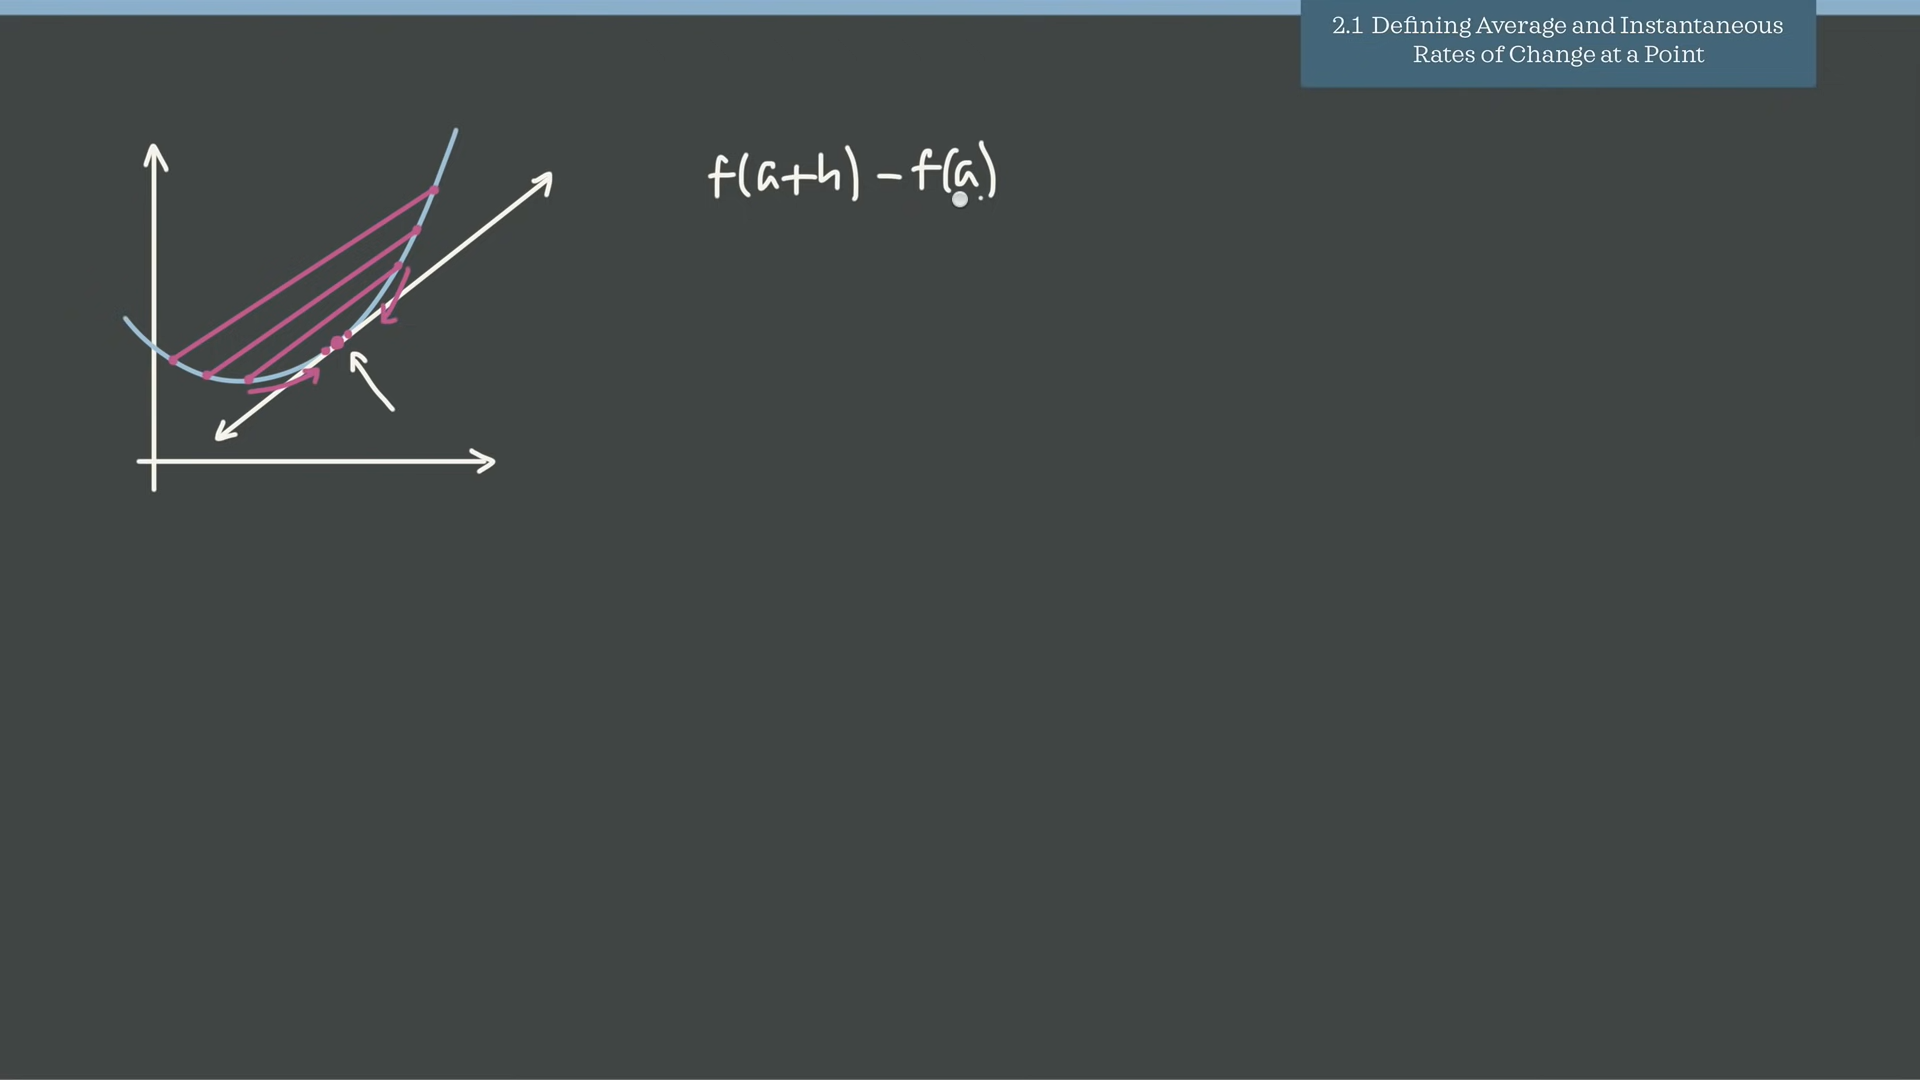 2.1 Defining Average and Instantaneous
Rates of Change at a Point
f(a+h) - f(a)